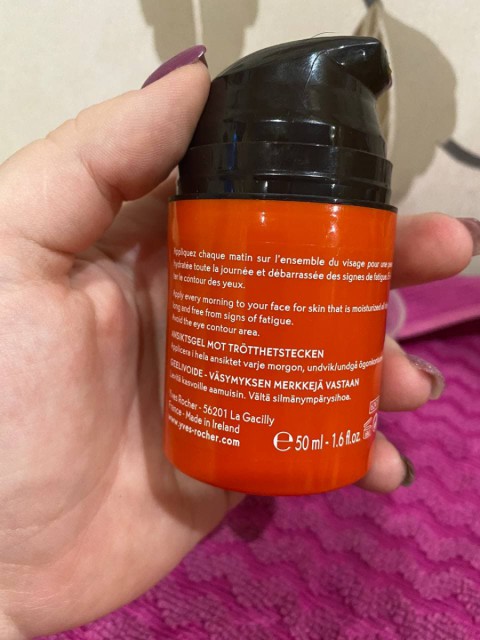 Appliquez chaque matin sur l'ensemble du visage pour une
hydratée toute la journée et débarrassée des signes de fatigue.
le contour des yeux.
Apply every morning to your face for skin that is moisturized
long and free from signs of fatigue.
Avoid the eye contour area.
ANSIKTSGEL MOT TRÖTTHETSTECKEN
Applicera i hela ansiktet varje morgon, undvik/undgå
GEELIVOIDE - VÄSYMYKSEN MERKKEJÄ VASTAAN
Levitä kasvoille aamuisin. Vältä silmänympärysihoa.
Yves Rocher - 56201 La Gacilly
France - Made in Ireland
www.yves-rocher.com
℮ 50 ml - 1.6 fl.oz.